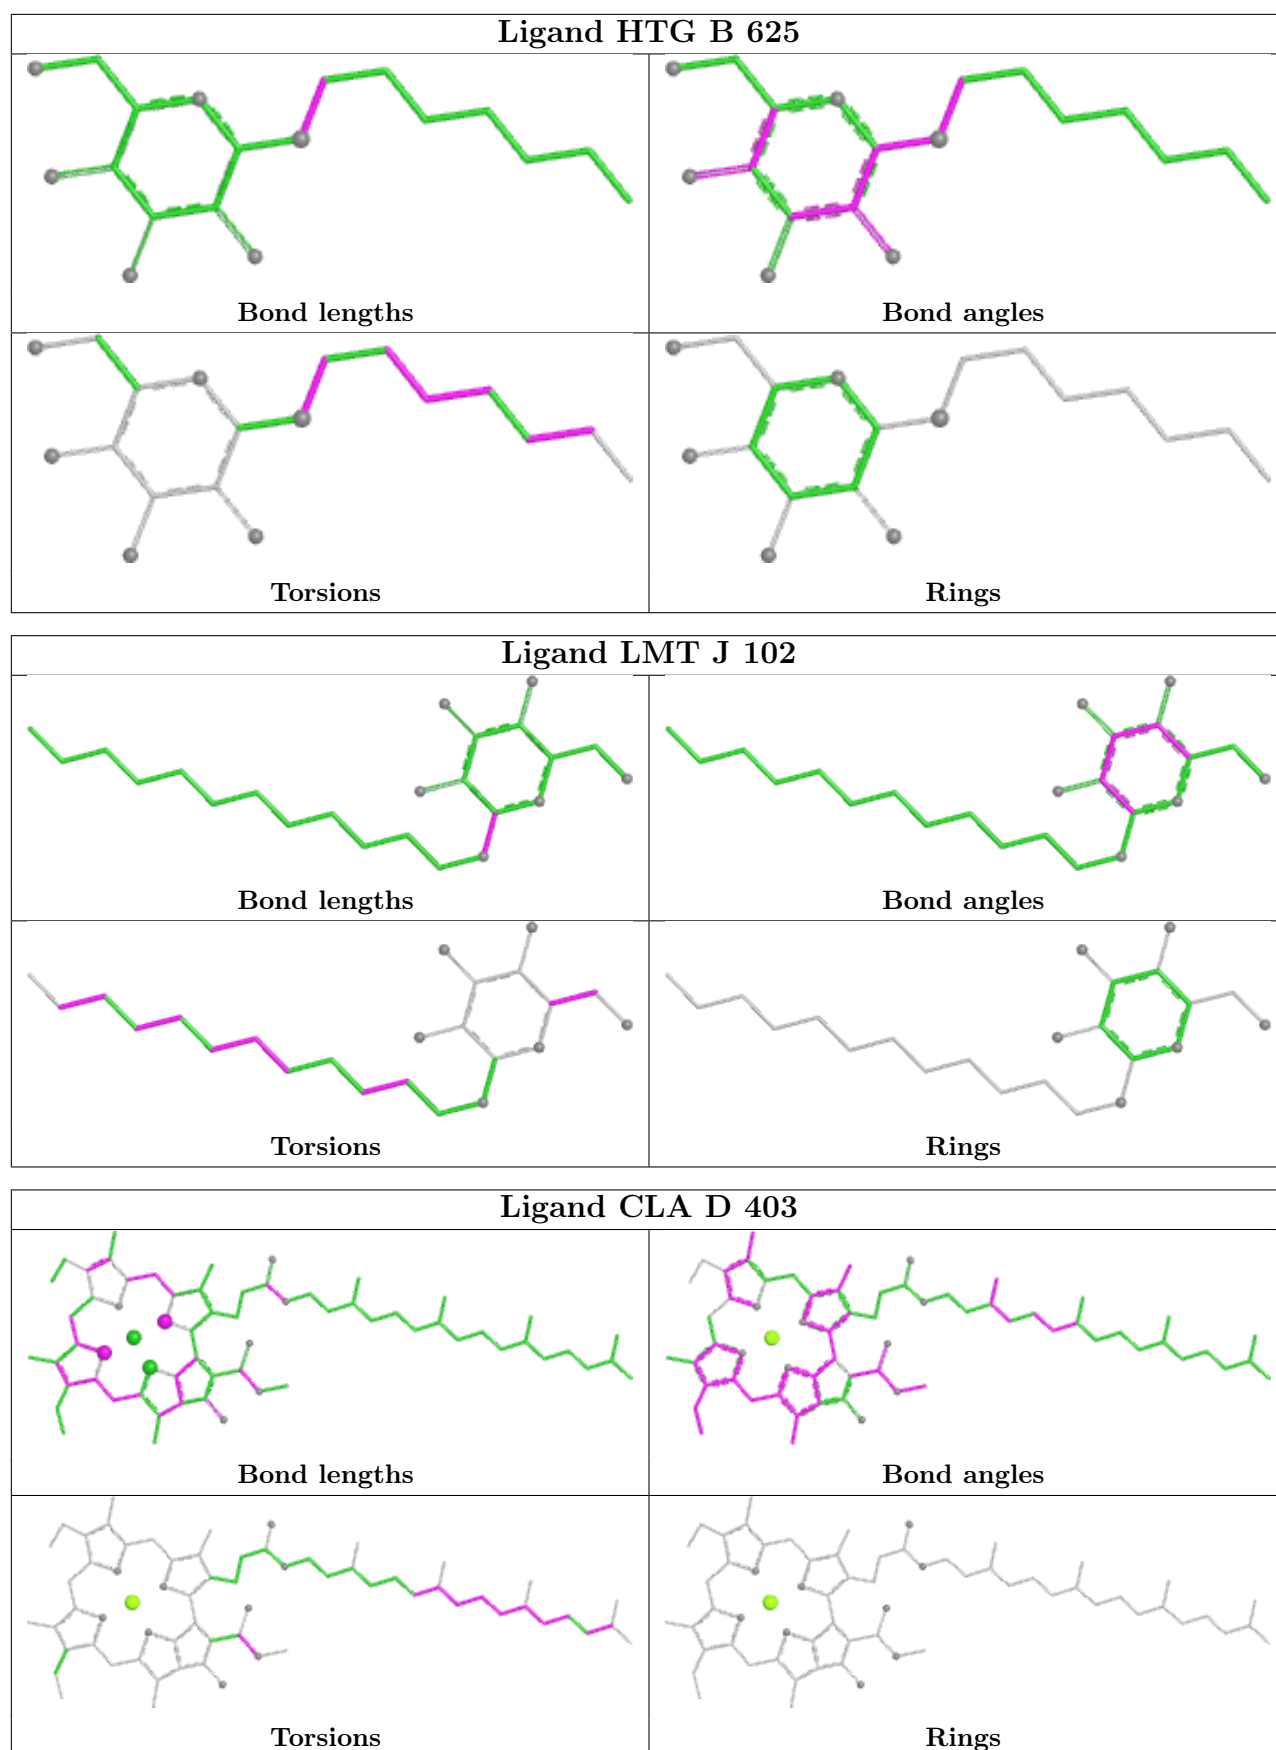 Ligand HTG B 625
Bond lengths
Bond angles
Torsions
Rings
Ligand LMT J 102
Bond lengths
Bond angles
Torsions
Rings
Ligand CLA D 403
Bond lengths
Bond angles
Torsions
Rings